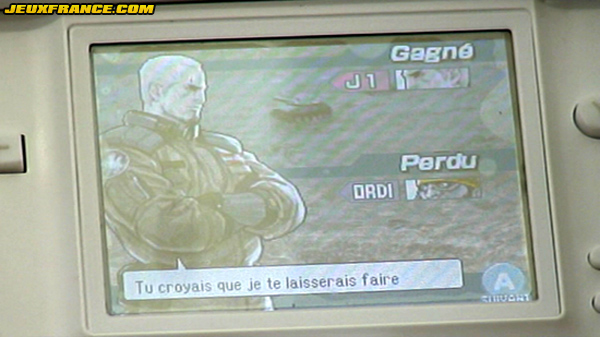 JEUXFRANCE.COM
Gagné
J1
Perdu
ORDI
Tu croyais que je te laisserais faire
A
SUIVANT